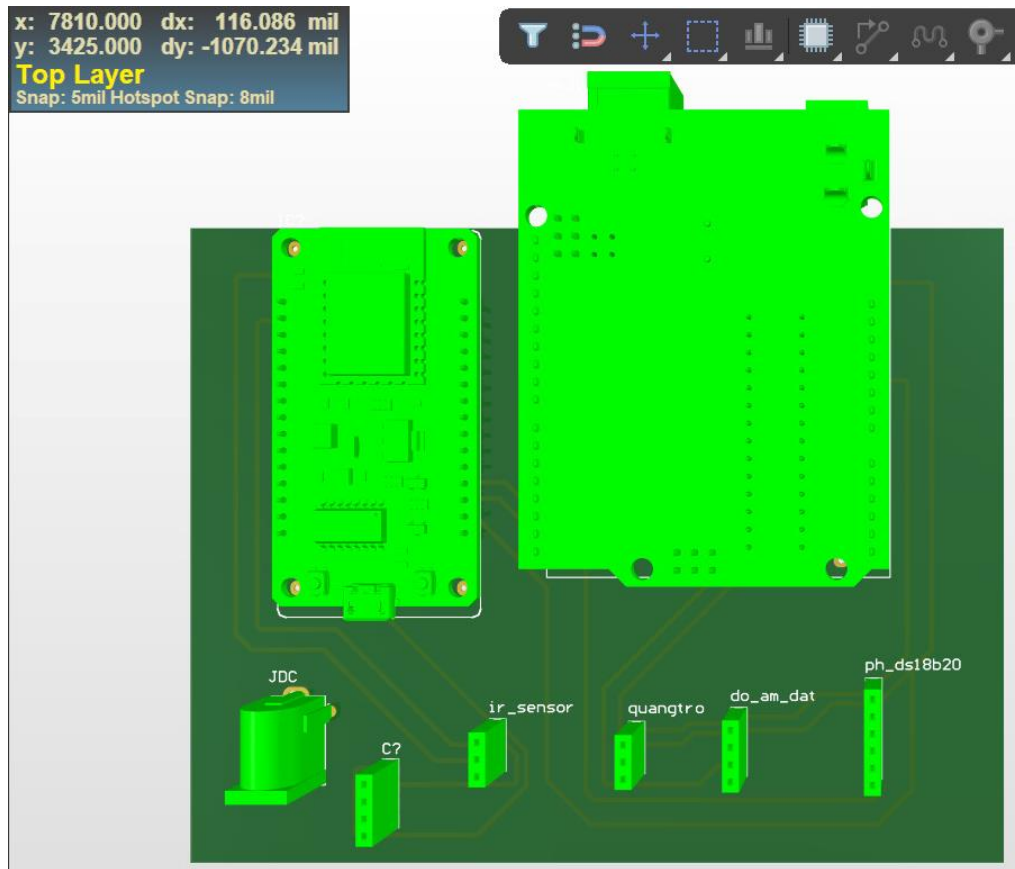 x: 7810.000 dx: 116.086 mil
y: 3425.000 dy: -1070.234 mil
Top Layer
Snap: 5mil Hotspot Snap: 8mil
ph_ds18b20
JDC
do_am_dat
ir_sensor
quangtro
C?